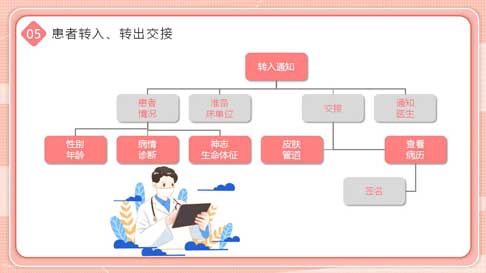 05 患者转入、转出交接
转入通知
患者
情况
准备
床单位
交接
通知
医生
性别
年龄
病情
诊断
神志
生命体征
皮肤
管道
查看
病历
签名